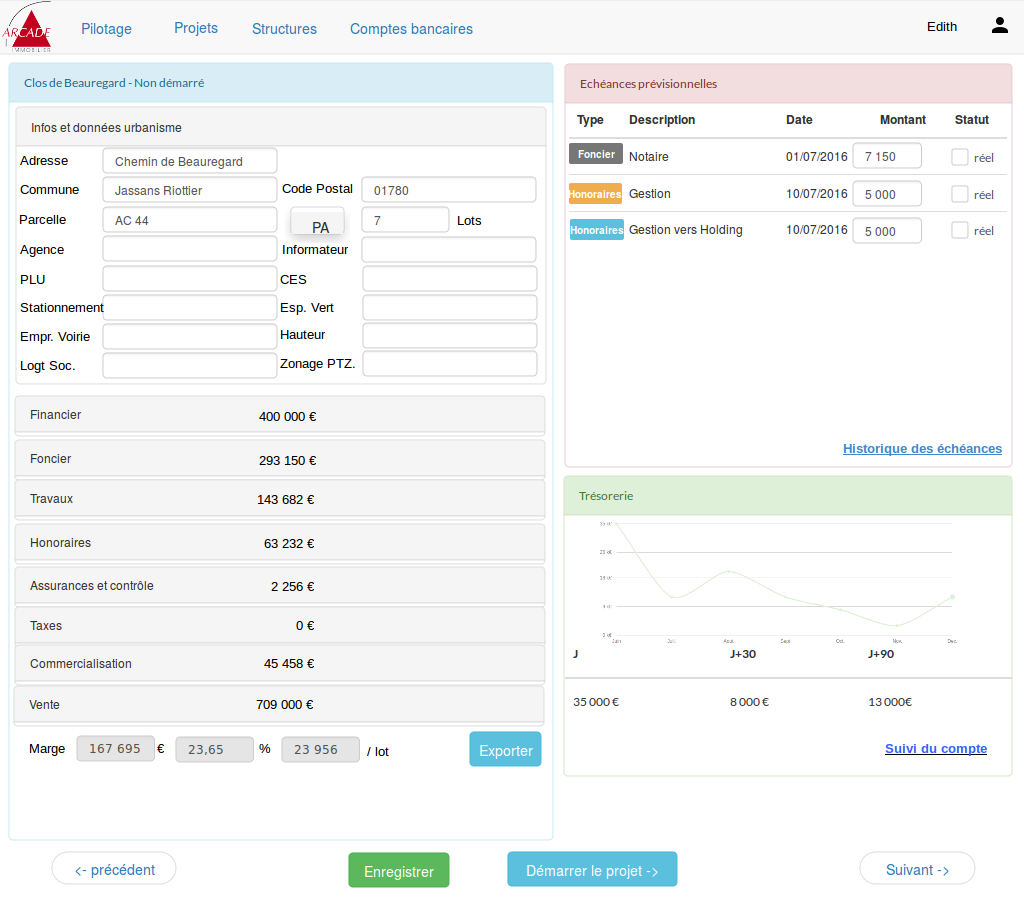 ARCADE
IMMOBILIER
Pilotage Projets Structures Comptes bancaires Edith
Clos de Beauregard - Non démarré
Infos et données urbanisme
Adresse Chemin de Beauregard
Commune Jassans Riottier Code Postal 01780
Parcelle AC 44 PA 7 Lots
Agence Informateur
PLU CES
Stationnement Esp. Vert
Empr. Voirie Hauteur
Logt Soc. Zonage PTZ.
Financier 400 000 €
Foncier 293 150 €
Travaux 143 682 €
Honoraires 63 232 €
Assurances et contrôle 2 256 €
Taxes 0 €
Commercialisation 45 458 €
Vente 709 000 €
Marge 167 695 € 23,65 % 23 956 / lot Exporter
Echéances prévisionnelles
Type Description Date Montant Statut
Foncier Notaire 01/07/2016 7 150 réel
Honoraires Gestion 10/07/2016 5 000 réel
Honoraires Gestion vers Holding 10/07/2016 5 000 réel
Historique des échéances
Trésorerie
Juin Juil. Aout Sept Oct. Nov. Dec.
J J+30 J+90
35 000 € 8 000 € 13 000€
Suivi du compte
<- précédent Enregistrer Démarrer le projet -> Suivant ->